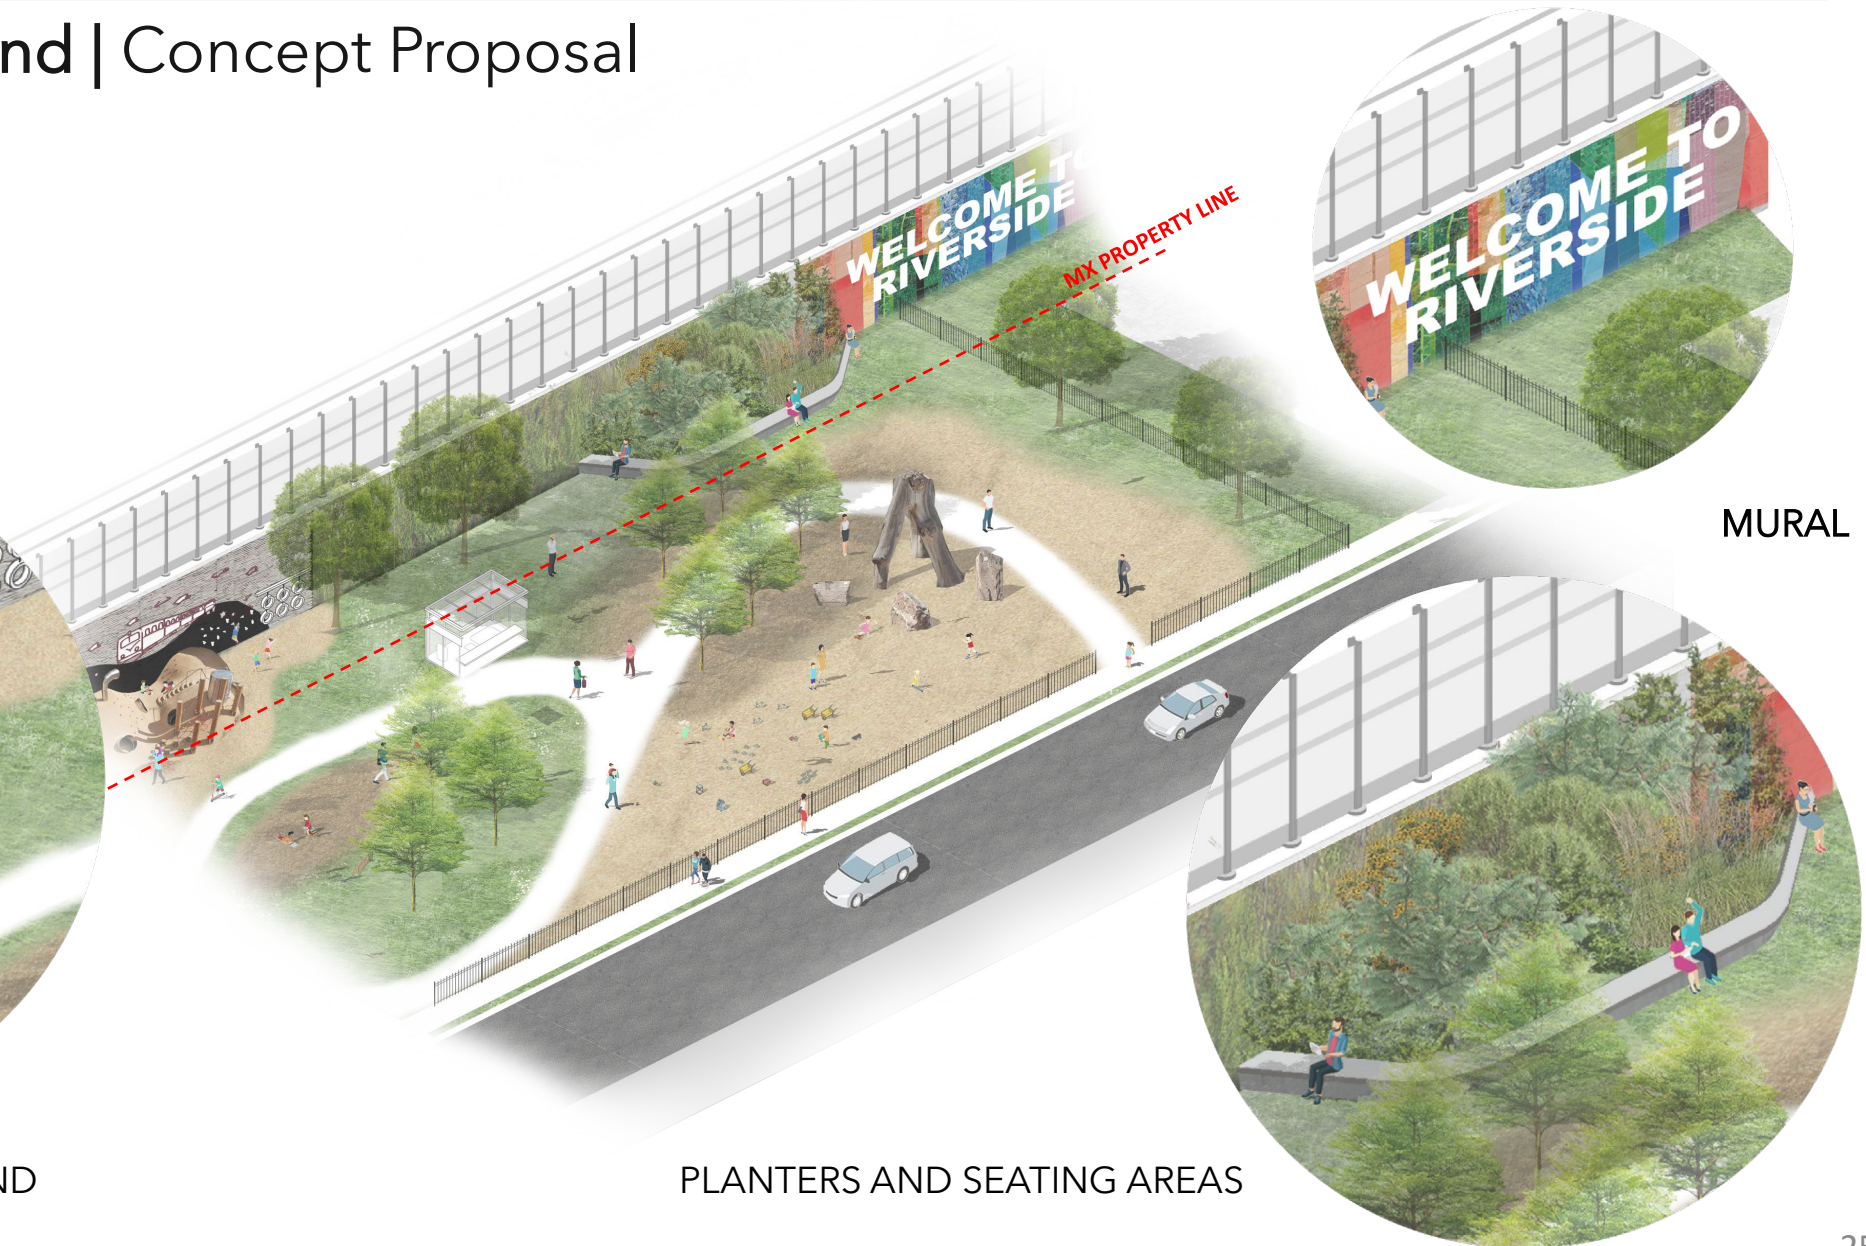 nd | Concept Proposal
WELCOME TO
RIVERSIDE
MX PROPERTY LINE
WELCOME TO
RIVERSIDE
MURAL
ND
PLANTERS AND SEATING AREAS